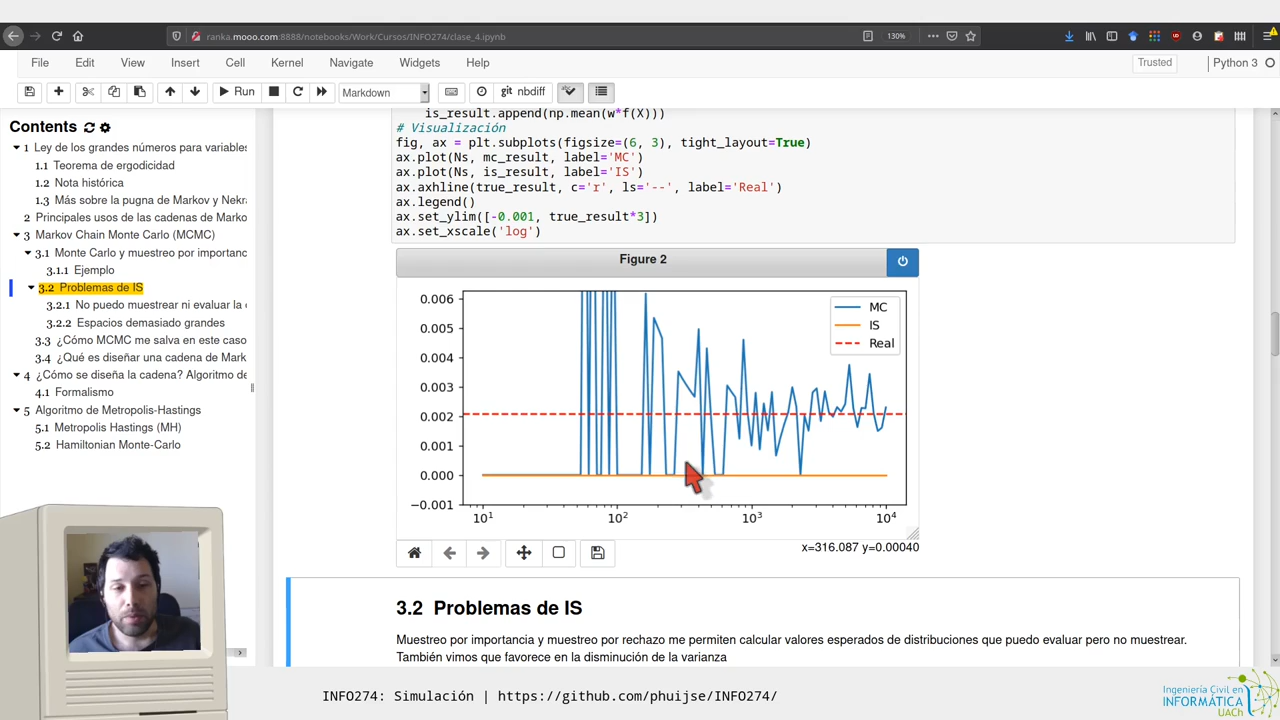 ranka.mooo.com:8888/notebooks/Work/Cursos/INFO274/clase_4.ipynb
130%
File Edit View Insert Cell Kernel Navigate Widgets Help
Trusted
Python 3
Run
Markdown
git nbdiff
Contents
1 Ley de los grandes números para variables
1.1 Teorema de ergodicidad
1.2 Nota histórica
1.3 Más sobre la pugna de Markov y Nekra
2 Principales usos de las cadenas de Marko
3 Markov Chain Monte Carlo (MCMC)
3.1 Monte Carlo y muestreo por importanc
3.1.1 Ejemplo
3.2 Problemas de IS
3.2.1 No puedo muestrear ni evaluar la
3.2.2 Espacios demasiado grandes
3.3 ¿Cómo MCMC me salva en este caso
3.4 ¿Qué es diseñar una cadena de Mark
4 ¿Cómo se diseña la cadena? Algoritmo de
4.1 Formalismo
5 Algoritmo de Metropolis-Hastings
5.1 Metropolis Hastings (MH)
5.2 Hamiltonian Monte-Carlo
is_result.append(np.mean(w*f(X)))
# Visualización
fig, ax = plt.subplots(figsize=(6, 3), tight_layout=True)
ax.plot(Ns, mc_result, label='MC')
ax.plot(Ns, is_result, label='IS')
ax.axhline(true_result, c='r', ls='--', label='Real')
ax.legend()
ax.set_ylim([-0.001, true_result*3])
ax.set_xscale('log')
Figure 2
0.006
0.005
0.004
0.003
0.002
0.001
0.000
−0.001
MC
IS
Real
10¹ 10² 10³ 10⁴
x=316.087 y=0.00040
3.2 Problemas de IS
Muestreo por importancia y muestreo por rechazo me permiten calcular valores esperados de distribuciones que puedo evaluar pero no muestrear.
También vimos que favorece en la disminución de la varianza
INFO274: Simulación | https://github.com/phuijse/INFO274/
Ingeniería Civil en
INFORMÁTICA
UACh